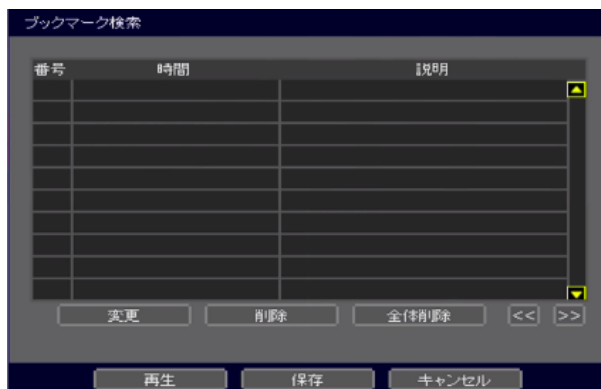 ブックマーク検索
番号 時間 説明
変更 削除 全体削除 << >>
再生 保存 キャンセル